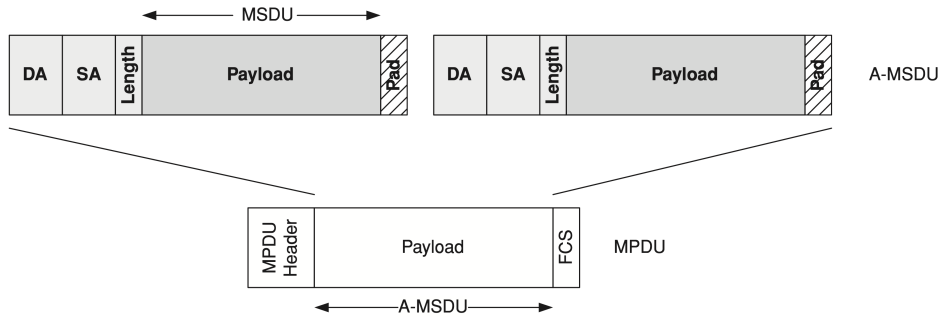 MSDU
DA SA Length Payload Pad DA SA Length Payload Pad A-MSDU
MPDU Header Payload FCS MPDU
A-MSDU